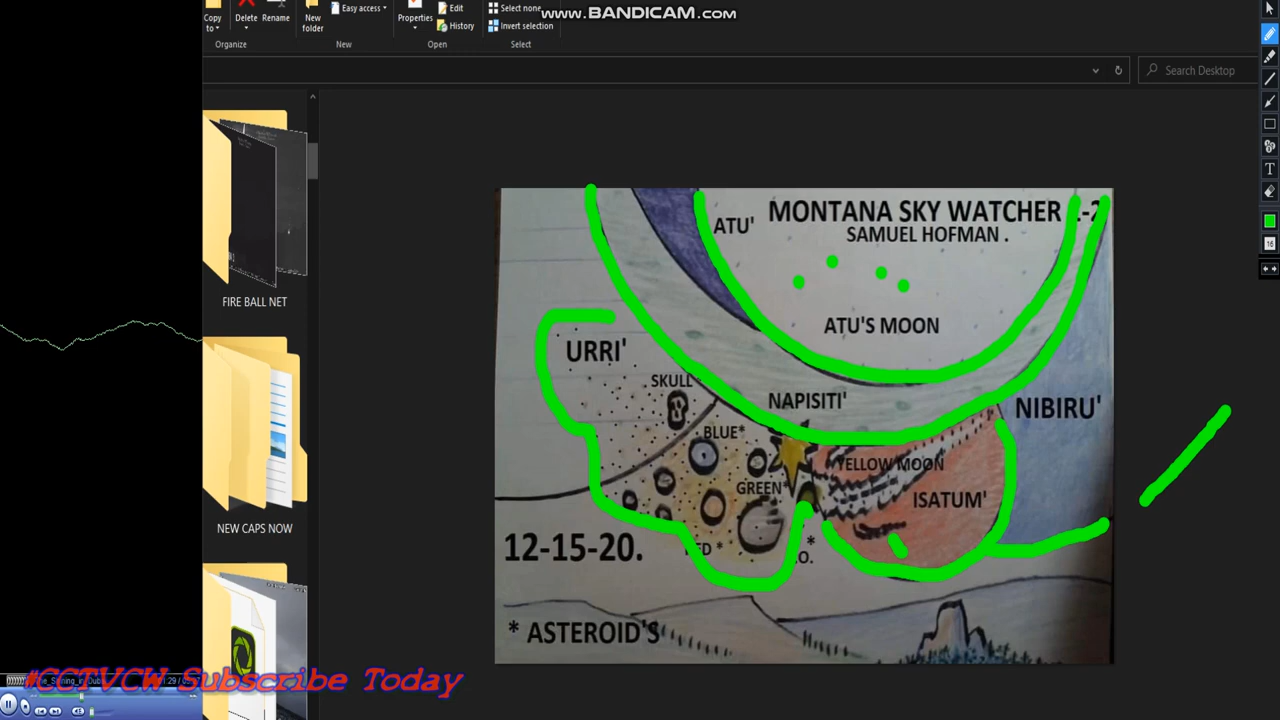 www.BANDICAM.com
Copy to
Delete
Rename
New folder
Easy access
Properties
Edit
History
Select none
Invert selection
Organize
New
Open
Select
Search Desktop
FIRE BALL NET
NEW CAPS NOW
MONTANA SKY WATCHER
SAMUEL HOFMAN .
ATU'
ATU'S MOON
URRI'
SKULL
NAPISITI'
NIBIRU'
BLUE*
YELLOW MOON
GREEN*
ISATUM'
12-15-20.
*
* ASTEROID'S
#CCTVCW Subscribe Today